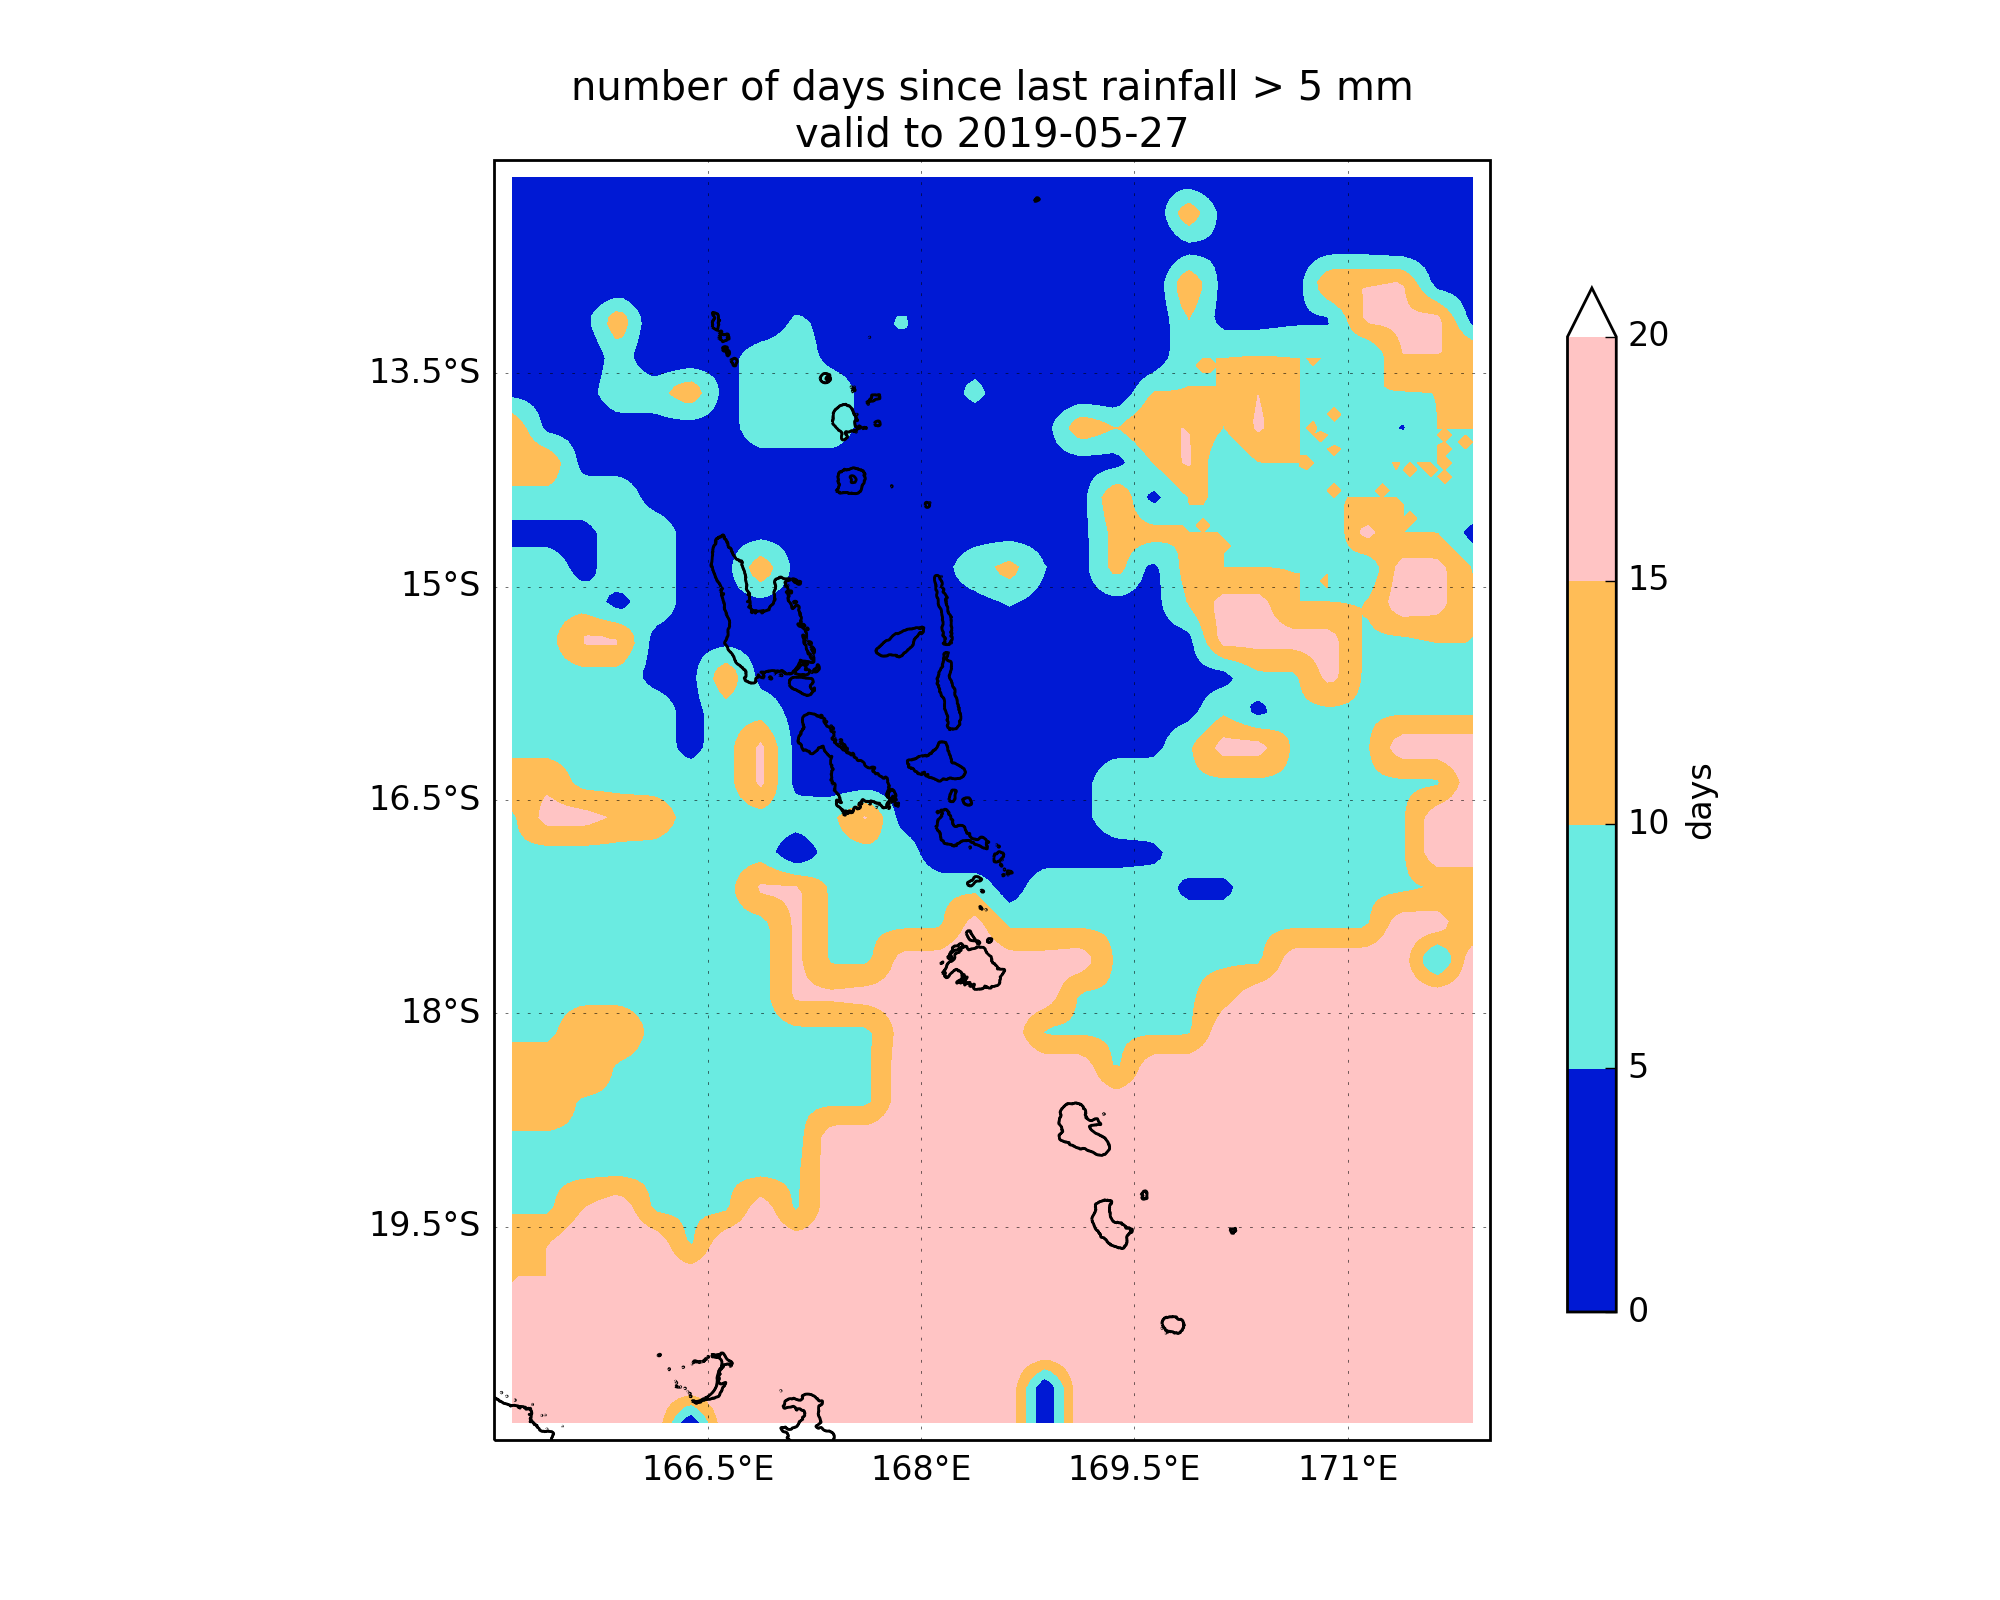 number of days since last rainfall > 5 mm
valid to 2019-05-27
13.5°S
15°S
16.5°S
18°S
19.5°S
166.5°E
168°E
169.5°E
171°E
20
15
10
5
0
days